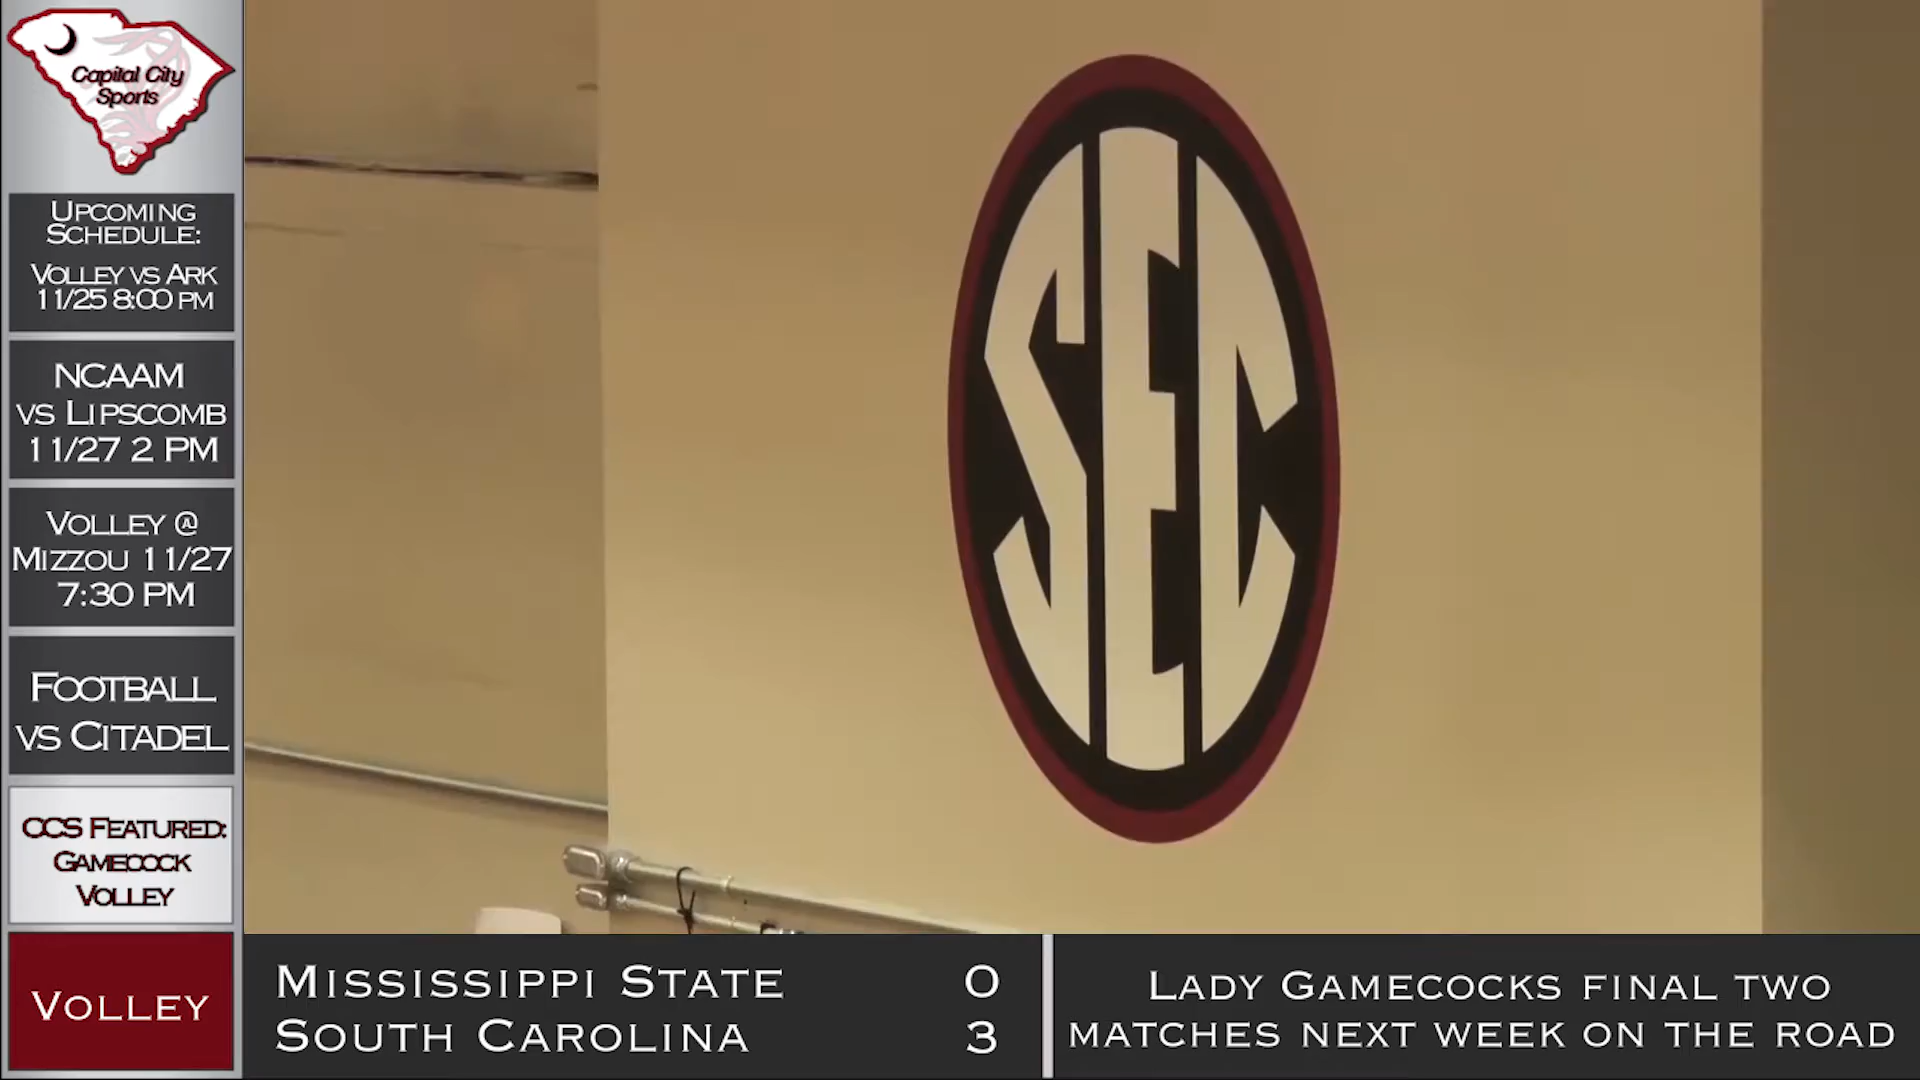 Capital City
Sports
UPCOMING
SCHEDULE:
VOLLEY VS ARK
11/25 8:00 PM
NCAAM
VS LIPSCOMB
11/27 2 PM
VOLLEY @
MIZZOU 11/27
7:30 PM
FOOTBALL
VS CITADEL
CCS FEATURED:
GAMECOCK
VOLLEY
VOLLEY
SEC
MISSISSIPPI STATE 0
SOUTH CAROLINA 3
LADY GAMECOCKS FINAL TWO
MATCHES NEXT WEEK ON THE ROAD